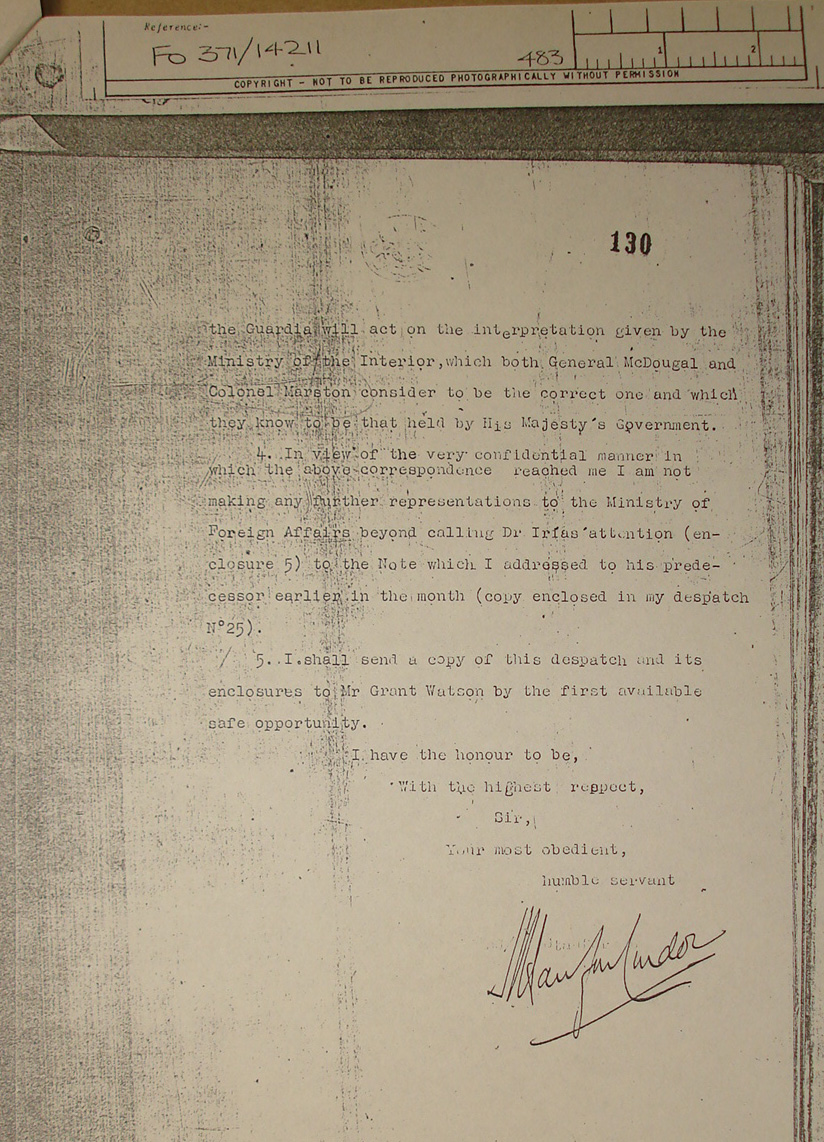 Reference:-
FO 371/14211
483
1 2
COPYRIGHT - NOT TO BE REPRODUCED PHOTOGRAPHICALLY WITHOUT PERMISSION
130
the Guardia will act on the interpretation given by the
Ministry of the Interior, which both General McDougal and
Colonel Marston consider to be the correct one and which
they know to be that held by His Majesty's Government.
4. In view of the very confidential manner in
which the above correspondence reached me I am not
making any further representations to the Ministry of
Foreign Affairs beyond calling Dr Irias' attention (en-
closure 5) to the Note which I addressed to his prede-
cessor earlier in the month (copy enclosed in my despatch
N°25).
5. I shall send a copy of this despatch and its
enclosures to Mr Grant Watson by the first available
safe opportunity.
I have the honour to be,
With the highest respect,
Sir,
Your most obedient,
humble servant